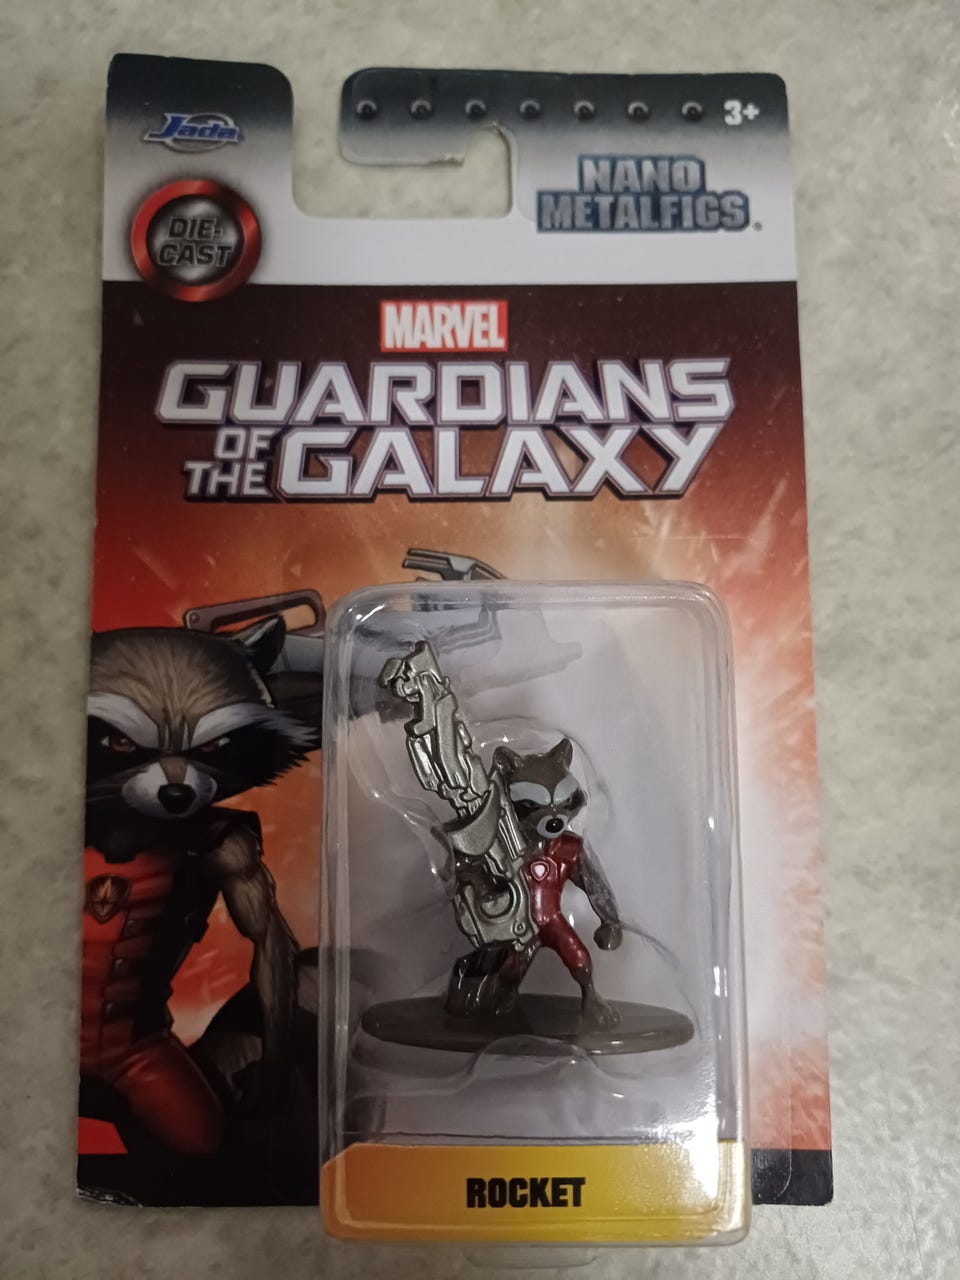 Jada
3+
NANO
METALFIGS®
DIE-
CAST
MARVEL
GUARDIANS
OF
THE GALAXY
ROCKET